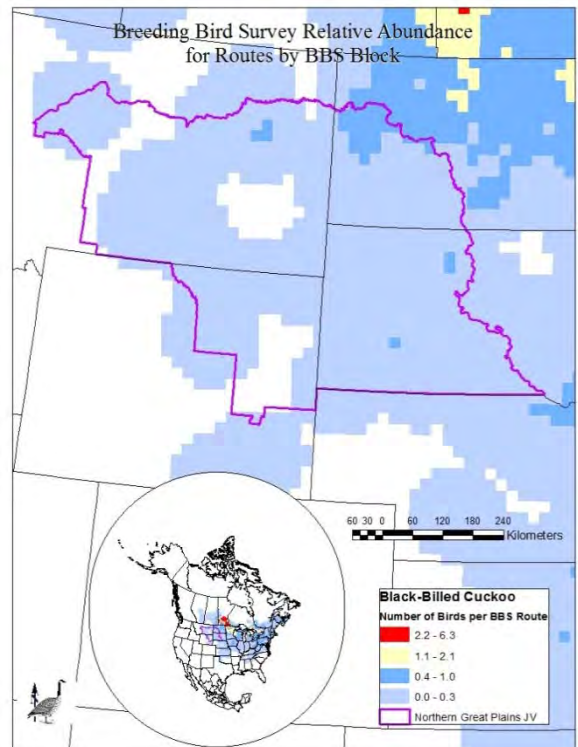 Breeding Bird Survey Relative Abundance
for Routes by BBS Block
60 30 0 60 120 180 240
Kilometers
Black-Billed Cuckoo
Number of Birds per BBS Route
2.2 - 6.3
1.1 - 2.1
0.4 - 1.0
0.0 - 0.3
Northern Great Plains JV